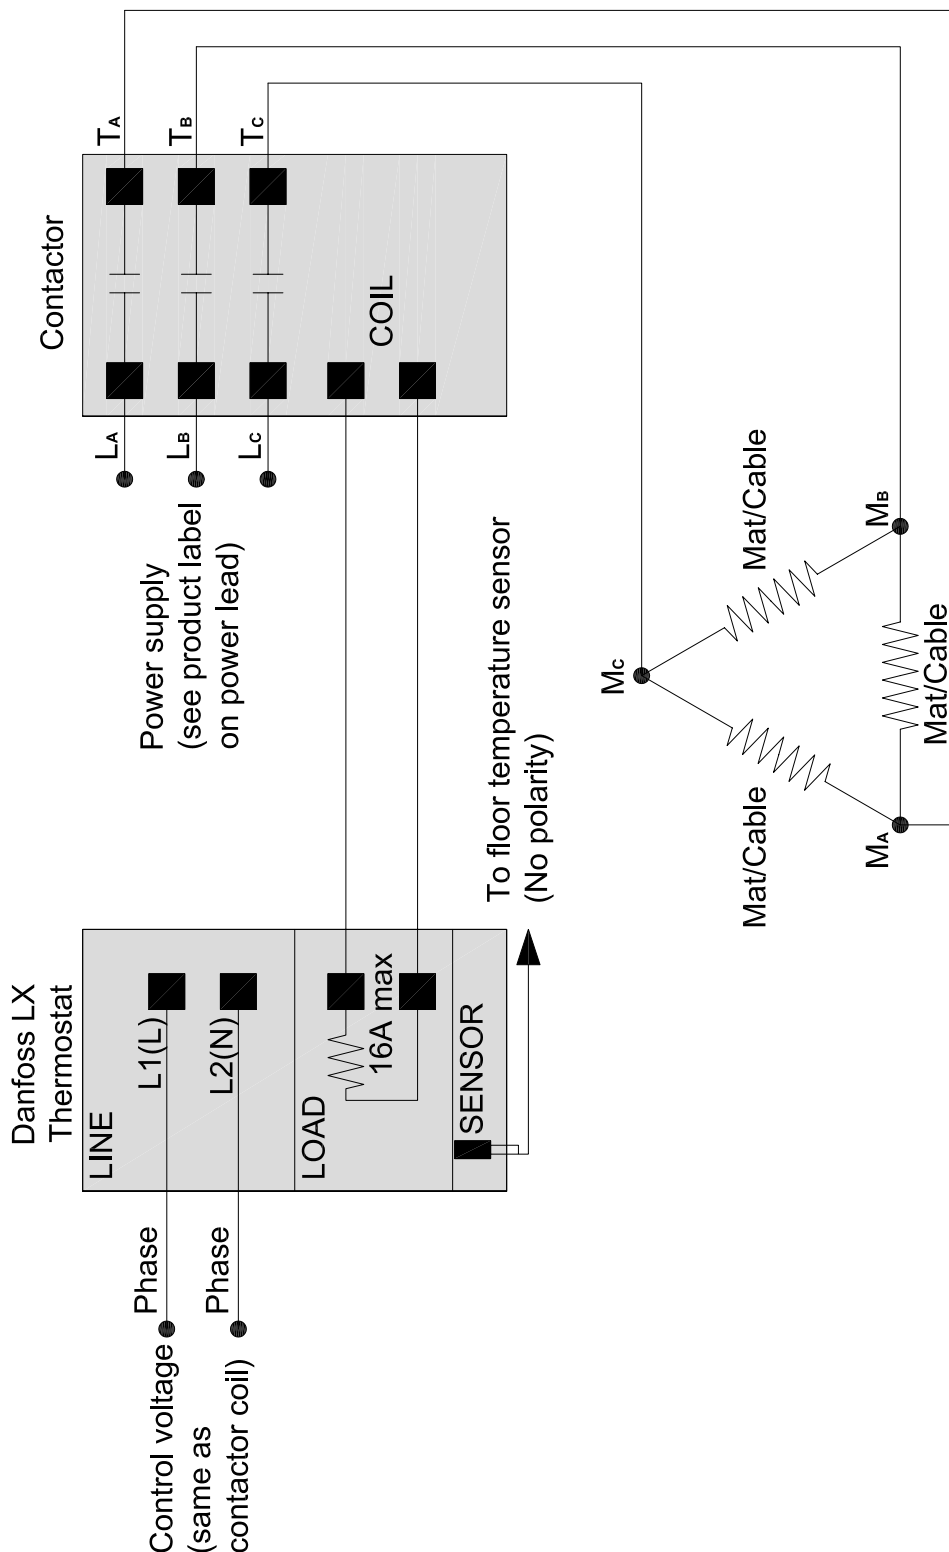 Danfoss LX
Thermostat
LINE
L1(L)
L2(N)
LOAD
16A max
SENSOR
Phase
Phase
Control voltage
(same as
contactor coil)
To floor temperature sensor
(No polarity)
Contactor
LA
LB
LC
TA
TB
TC
COIL
Power supply
(see product label
on power lead)
MC
MB
MA
Mat/Cable
Mat/Cable
Mat/Cable